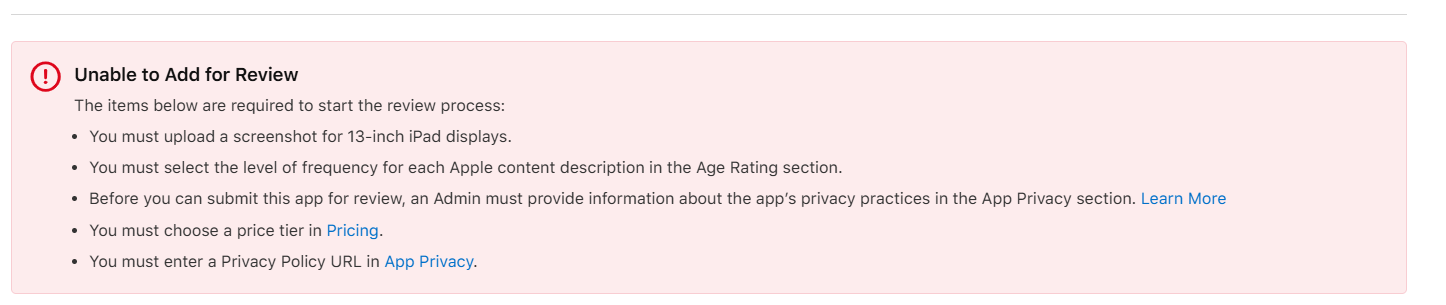 Unable to Add for Review
The items below are required to start the review process:
• You must upload a screenshot for 13-inch iPad displays.
• You must select the level of frequency for each Apple content description in the Age Rating section.
• Before you can submit this app for review, an Admin must provide information about the app’s privacy practices in the App Privacy section. Learn More
• You must choose a price tier in Pricing.
• You must enter a Privacy Policy URL in App Privacy.